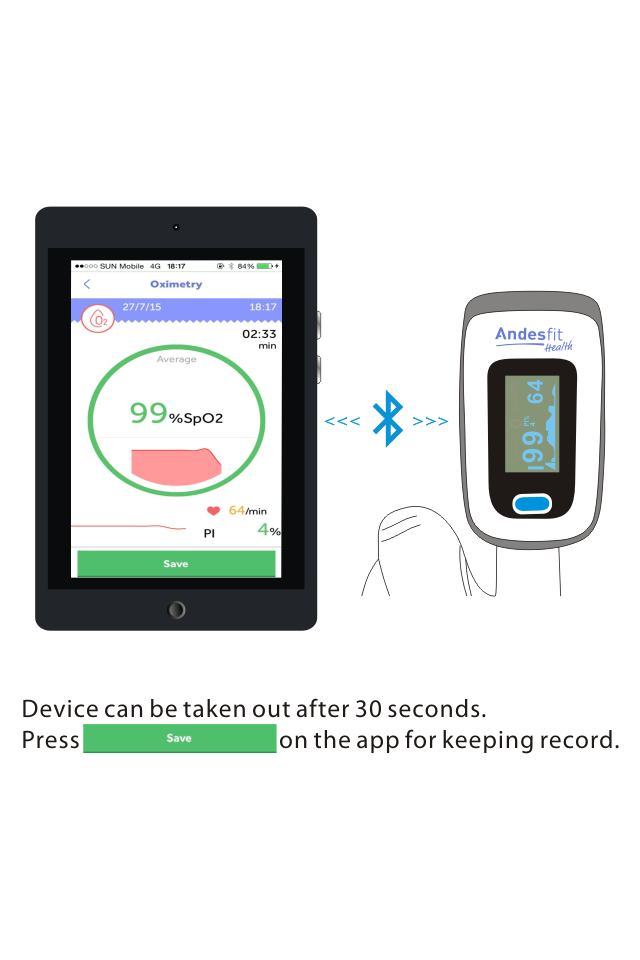 SUN Mobile 4G 18:17 84%
Oximetry
27/7/15 18:17
O2
02:33
min
Average
99%SpO2
64/min
PI 4%
Save
Andesfit
Health
99 64
Device can be taken out after 30 seconds.
Press Save on the app for keeping record.